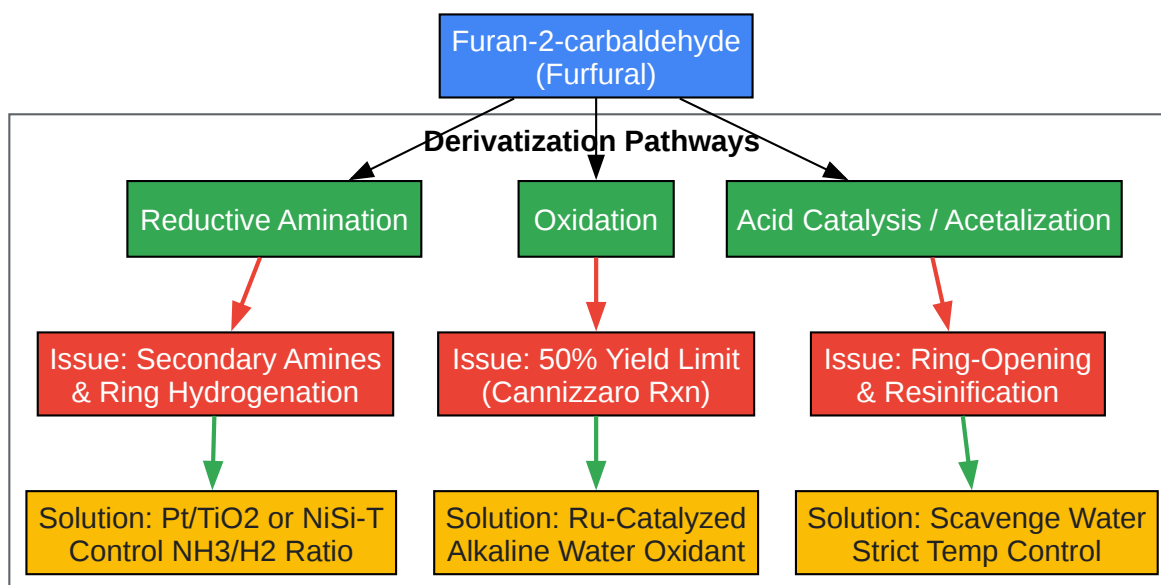 Furan-2-carbaldehyde
(Furfural)
Derivatization Pathways
Reductive Amination
Oxidation
Acid Catalysis / Acetalization
Issue: Secondary Amines
& Ring Hydrogenation
Issue: 50% Yield Limit
(Cannizzaro Rxn)
Issue: Ring-Opening
& Resinification
Solution: Pt/TiO2 or NiSi-T
Control NH3/H2 Ratio
Solution: Ru-Catalyzed
Alkaline Water Oxidant
Solution: Scavenge Water
Strict Temp Control